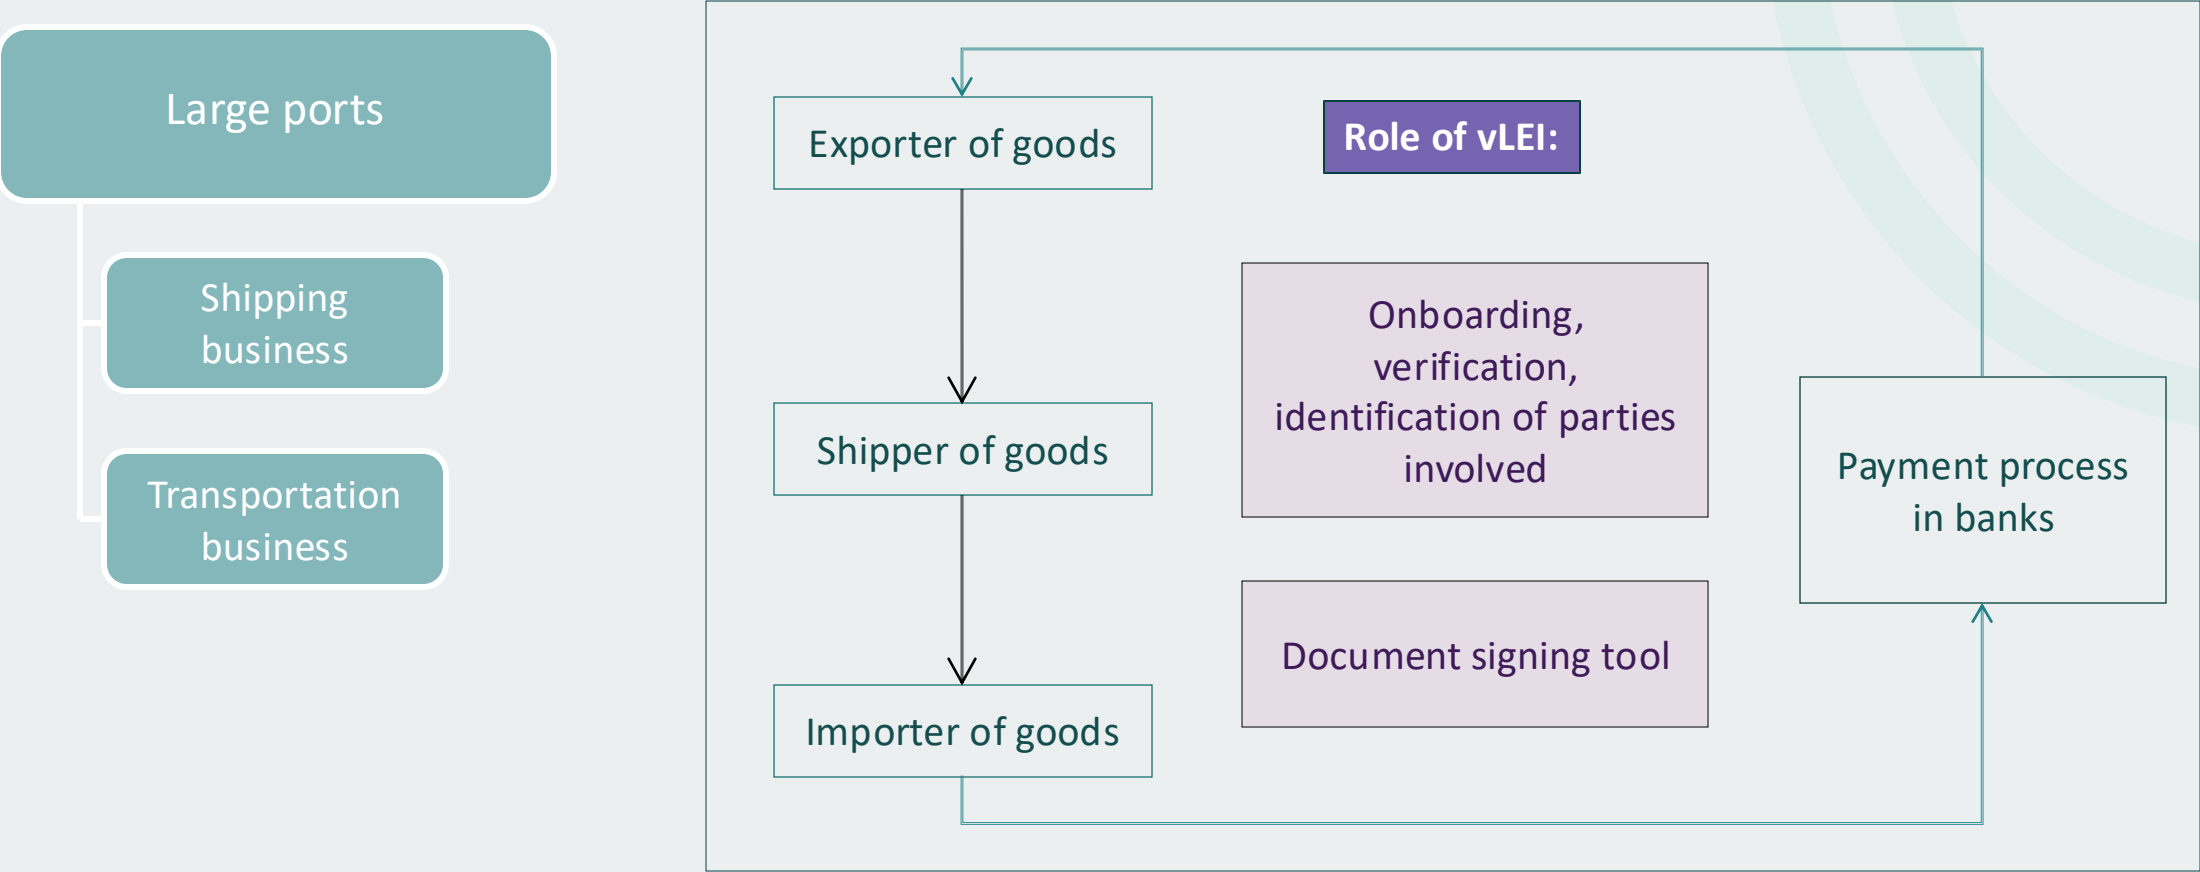 Large ports
Shipping
business
Transportation
business
Exporter of goods
Shipper of goods
Importer of goods
Role of vLEI:
Onboarding,
verification,
identification of parties
involved
Document signing tool
Payment process
in banks